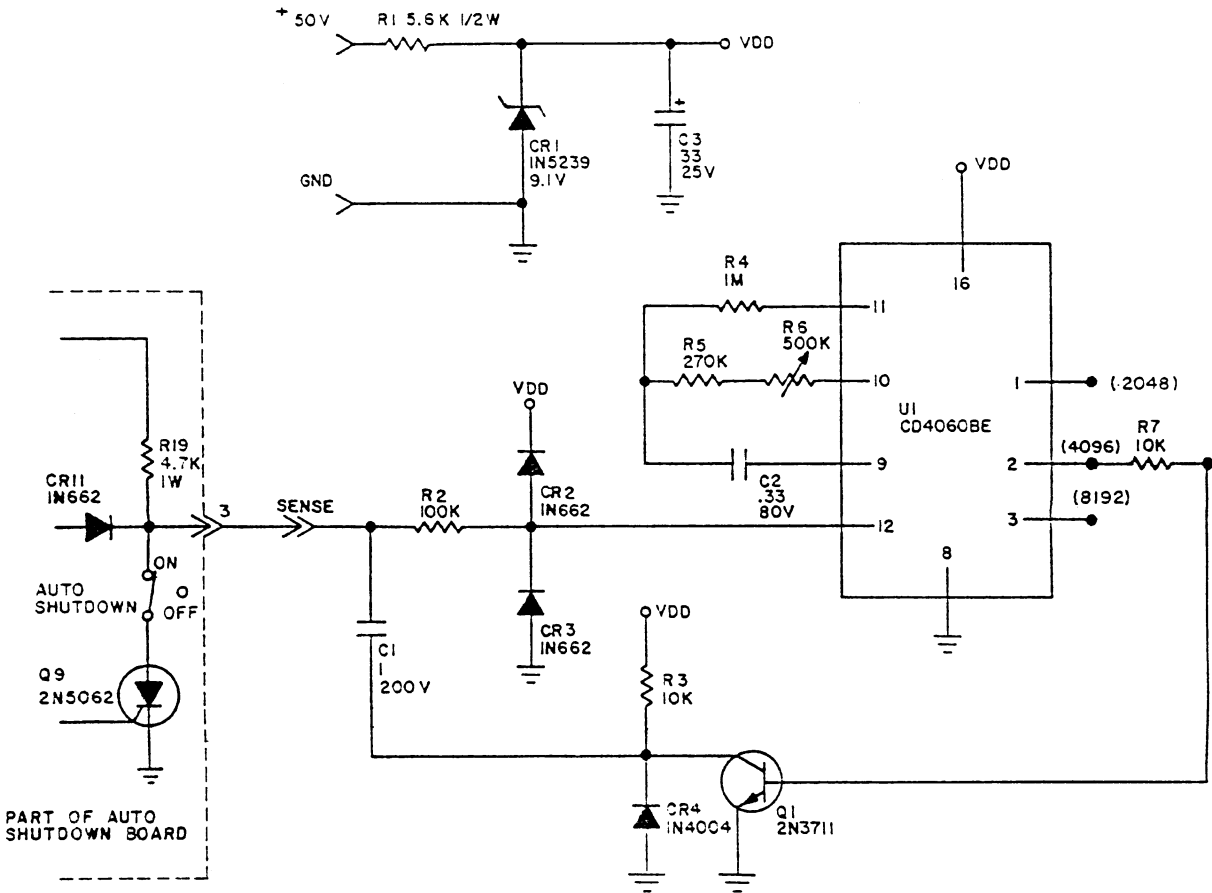 + 50V
R1 5.6K 1/2W
VDD
CR1
1N5239
9.1V
C3
33
25V
+
GND
VDD
16
R4
1M
11
R5
270K
R6
500K
10
1
(.2048)
U1
CD4060BE
R7
10K
(4096)
2
9
C2
.33
80V
(8192)
3
12
8
VDD
CR2
1N662
R19
4.7K
1W
CR11
1N662
3
SENSE
R2
100K
ON
AUTO
SHUTDOWN
OFF
CR3
1N662
C1
1
200V
VDD
R3
10K
Q9
2N5062
CR4
1N4004
Q1
2N3711
PART OF AUTO
SHUTDOWN BOARD